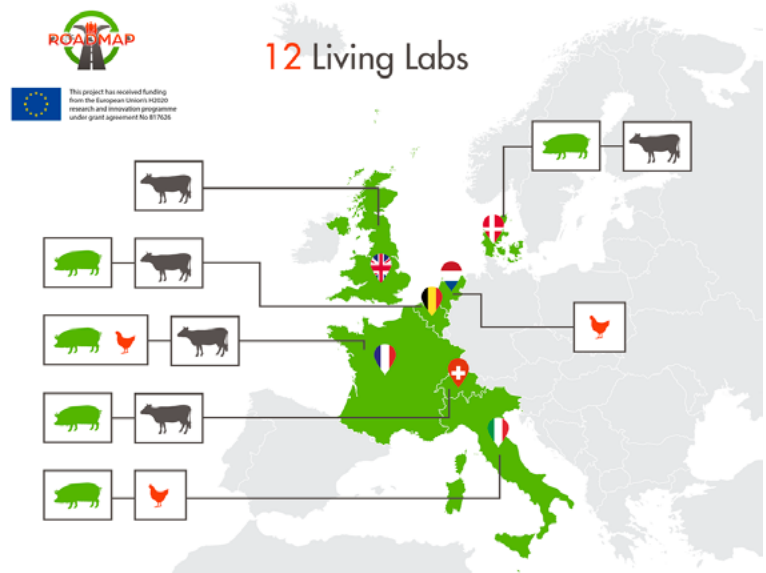 ROADMAP
12 Living Labs
This project has received funding
from the European Union's H2020
research and innovation programme
under grant agreement No 817626